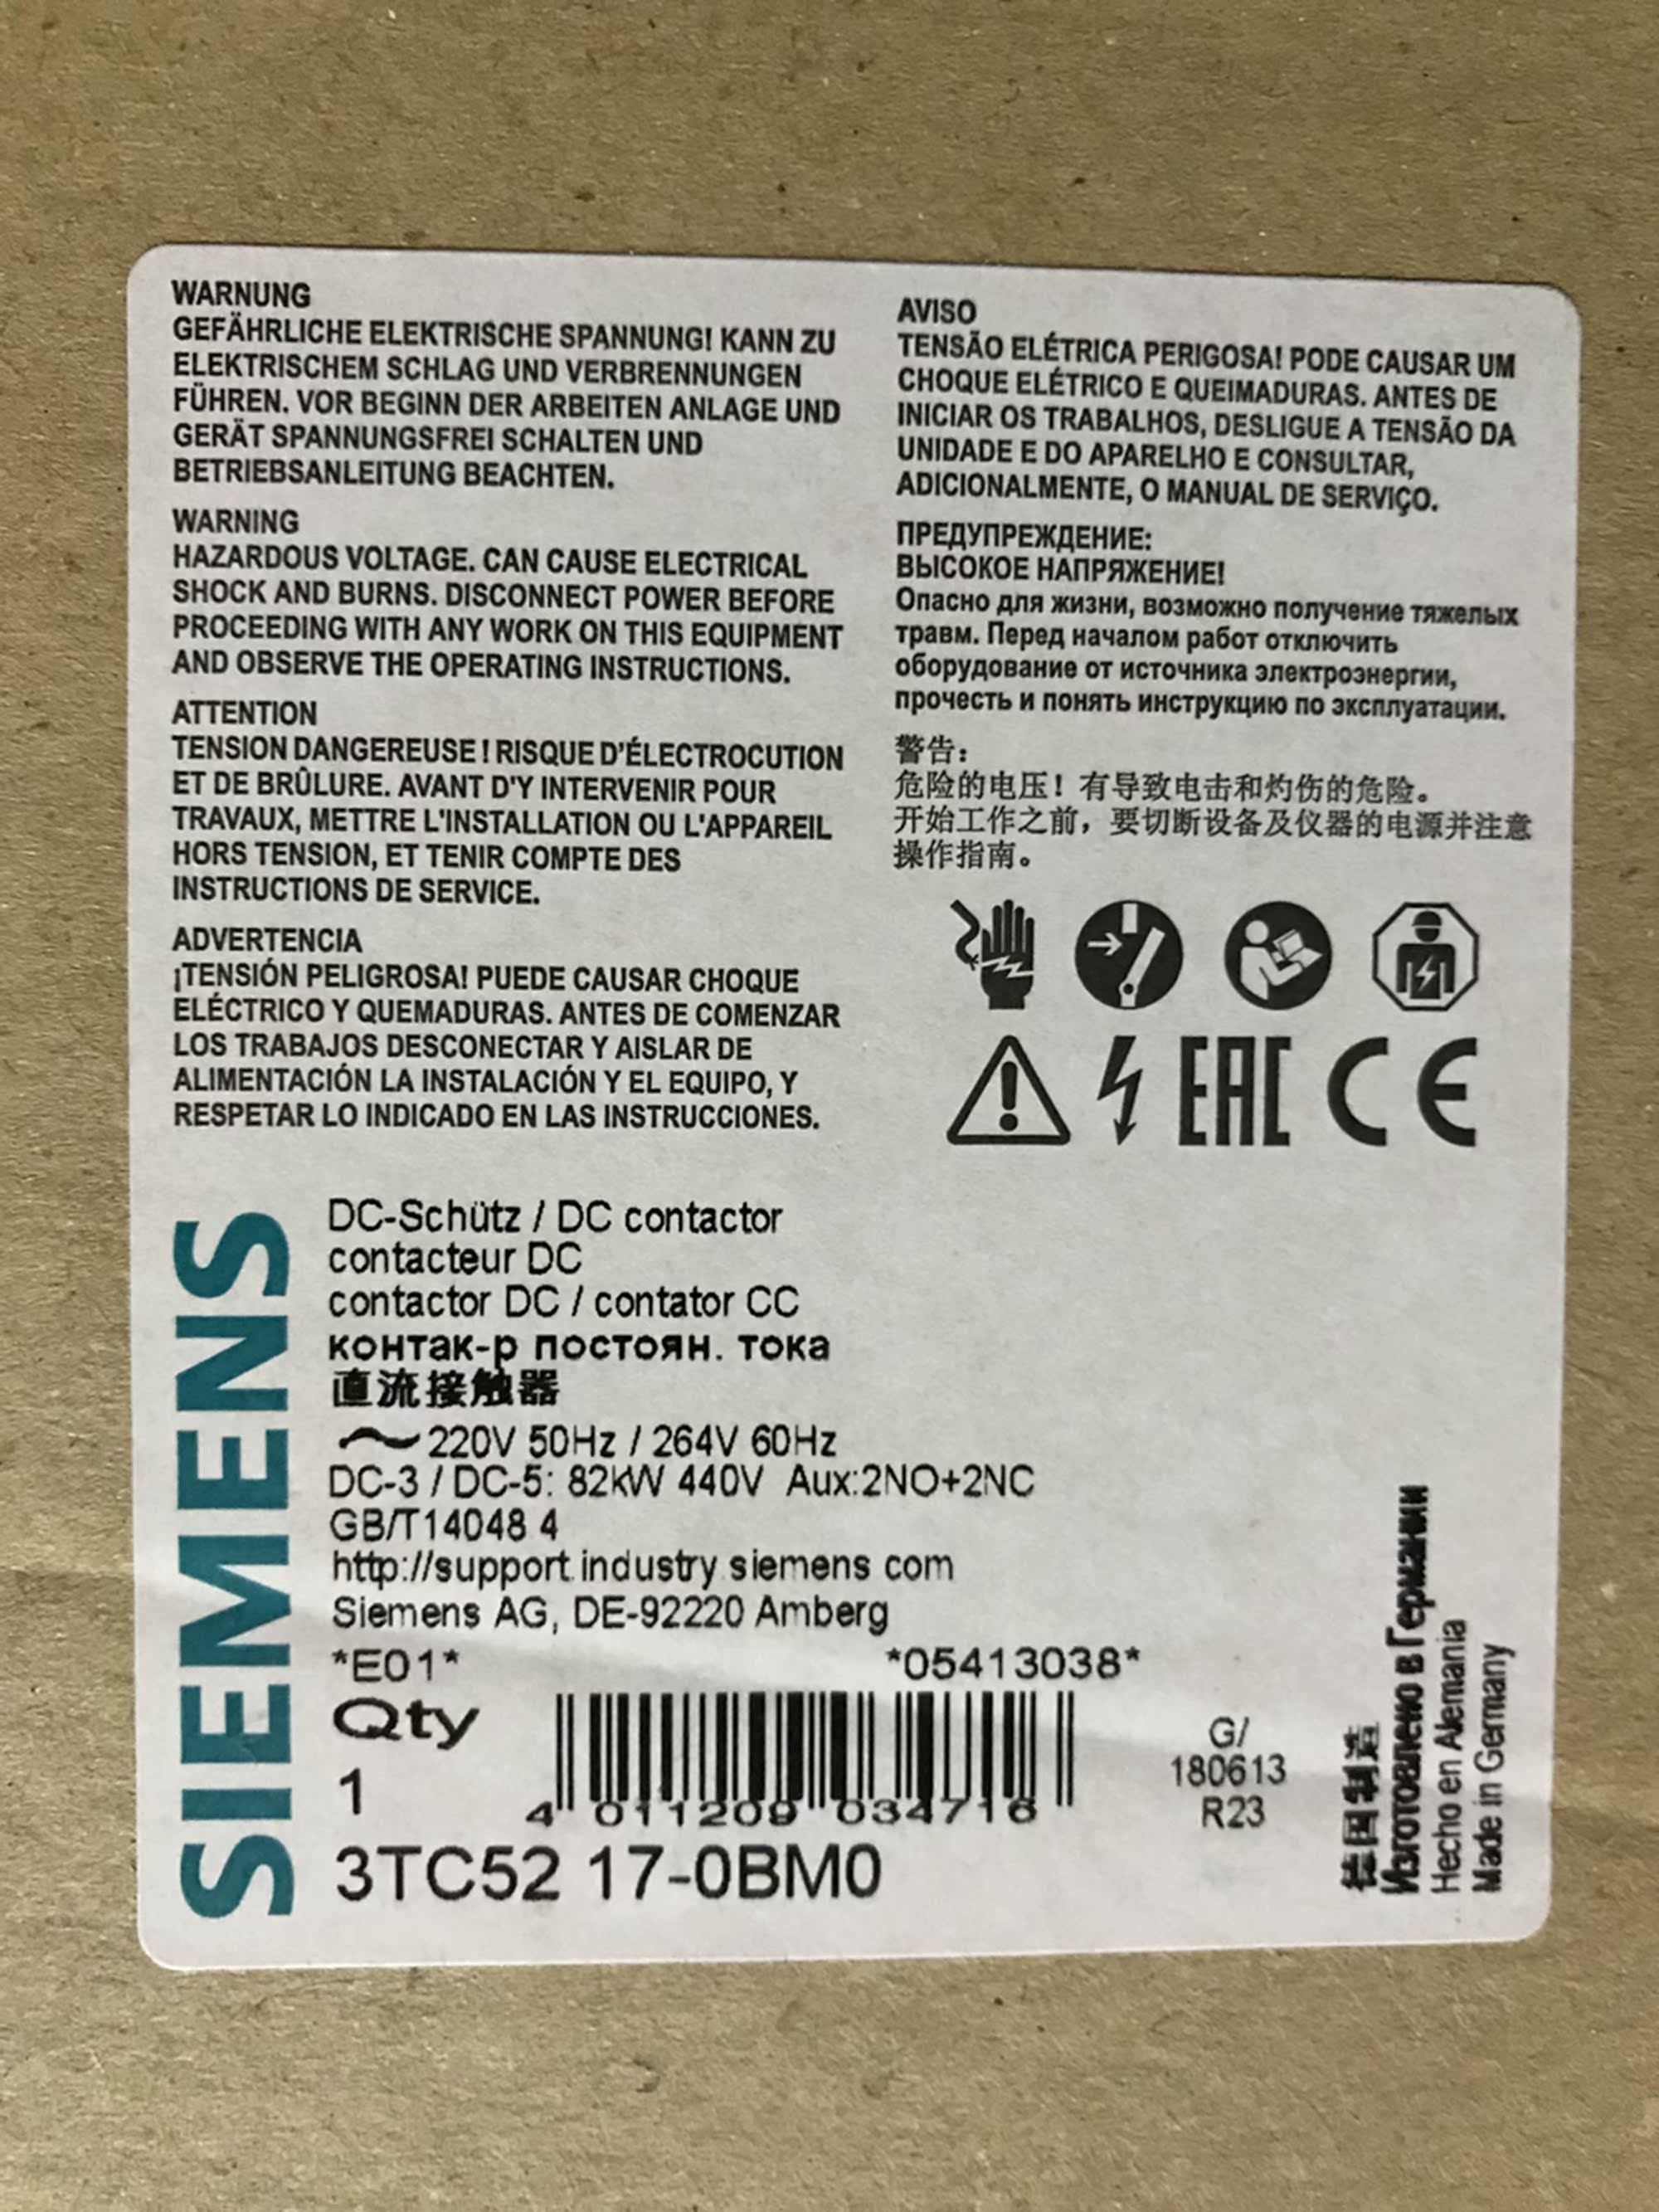 WARNUNG
GEFÄHRLICHE ELEKTRISCHE SPANNUNG! KANN ZU
ELEKTRISCHEM SCHLAG UND VERBRENNUNGEN
FÜHREN. VOR BEGINN DER ARBEITEN ANLAGE UND
GERÄT SPANNUNGSFREI SCHALTEN UND
BETRIEBSANLEITUNG BEACHTEN.
WARNING
HAZARDOUS VOLTAGE. CAN CAUSE ELECTRICAL
SHOCK AND BURNS. DISCONNECT POWER BEFORE
PROCEEDING WITH ANY WORK ON THIS EQUIPMENT
AND OBSERVE THE OPERATING INSTRUCTIONS.
ATTENTION
TENSION DANGEREUSE ! RISQUE D'ÉLECTROCUTION
ET DE BRÛLURE. AVANT D'Y INTERVENIR POUR
TRAVAUX, METTRE L'INSTALLATION OU L'APPAREIL
HORS TENSION, ET TENIR COMPTE DES
INSTRUCTIONS DE SERVICE.
ADVERTENCIA
¡TENSIÓN PELIGROSA! PUEDE CAUSAR CHOQUE
ELÉCTRICO Y QUEMADURAS. ANTES DE COMENZAR
LOS TRABAJOS DESCONECTAR Y AISLAR DE
ALIMENTACIÓN LA INSTALACIÓN Y EL EQUIPO, Y
RESPETAR LO INDICADO EN LAS INSTRUCCIONES.
AVISO
TENSÃO ELÉTRICA PERIGOSA! PODE CAUSAR UM
CHOQUE ELÉTRICO E QUEIMADURAS. ANTES DE
INICIAR OS TRABALHOS, DESLIGUE A TENSÃO DA
UNIDADE E DO APARELHO E CONSULTAR,
ADICIONALMENTE, O MANUAL DE SERVIÇO.
ПРЕДУПРЕЖДЕНИЕ:
ВЫСОКОЕ НАПРЯЖЕНИЕ!
Опасно для жизни, возможно получение тяжелых
травм. Перед началом работ отключить
оборудование от источника электроэнергии,
прочесть и понять инструкцию по эксплуатации.
警告：
危险的电压！有导致电击和灼伤的危险。
开始工作之前，要切断设备及仪器的电源并注意
操作指南。
EAC CE
SIEMENS
DC-Schütz / DC contactor
contacteur DC
contactor DC / contator CC
контак-р постоян. тока
直流接触器
~220V 50Hz / 264V 60Hz
DC-3 / DC-5: 82kW 440V Aux:2NO+2NC
GB/T14048 4
http://support.industry siemens com
Siemens AG, DE-92220 Amberg
*E01* *05413038*
Qty
1
4 011209 034716
3TC52 17-0BM0
G/
180613
R23
德国制造
Изготовлено в Германии
Hecho en Alemania
Made in Germany